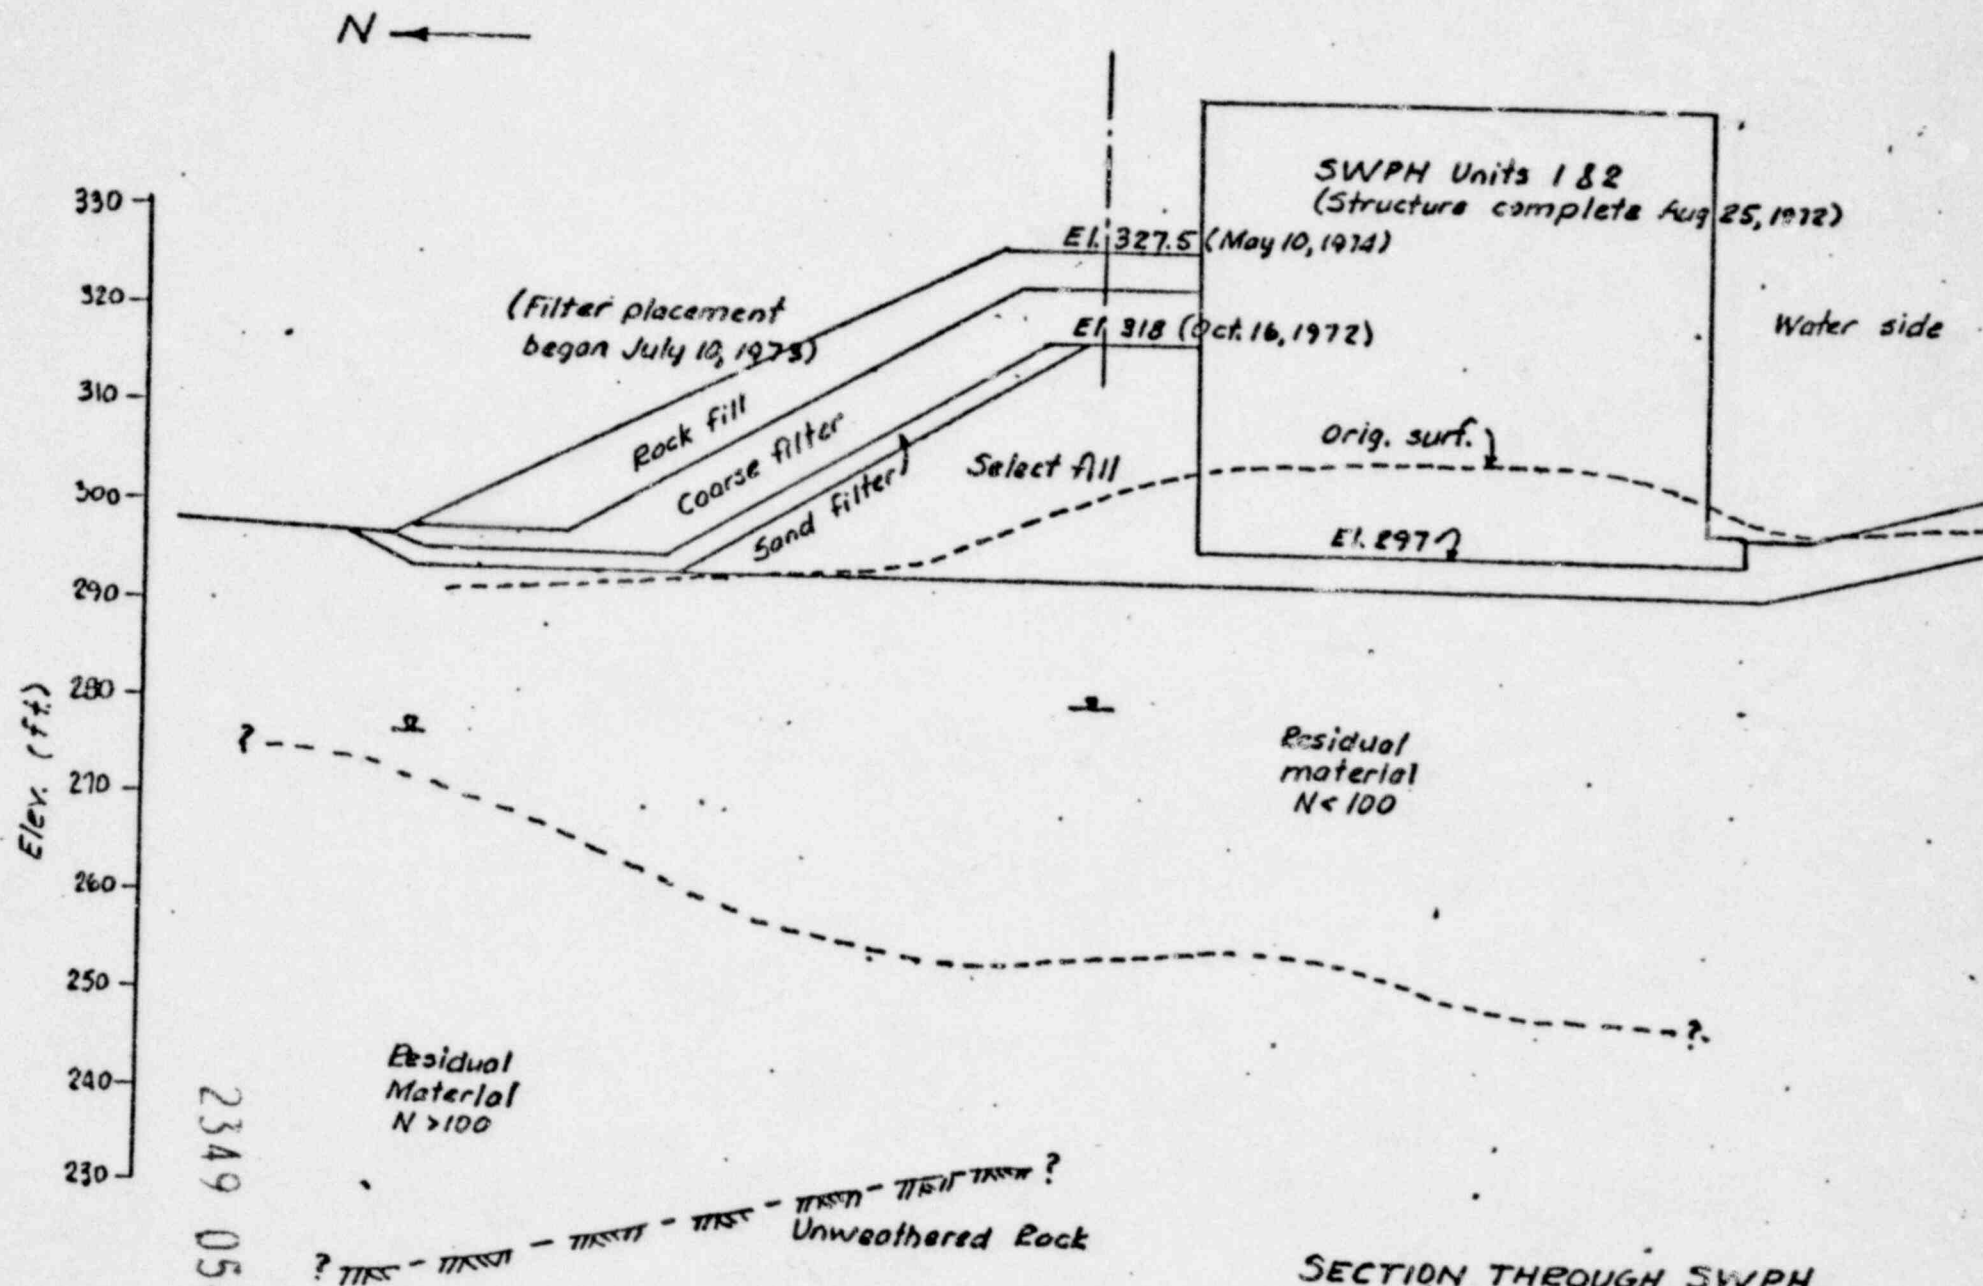 N
330
320
310
300
290
280
270
260
250
240
230
Elev. (ft.)
SWPH Units 1 & 2
(Structure complete Aug 25, 1972)
El. 327.5 (May 10, 1974)
(Filter placement
began July 10, 1973)
El. 318 (Oct. 16, 1972)
Water side
Rock fill
Coarse filter
Sand filter
Select fill
Orig. surf.
El. 297
?
Residual
material
N < 100
?
Residual
Material
N > 100
?
Unweathered Rock
?
2349 05
SECTION THROUGH SWPH